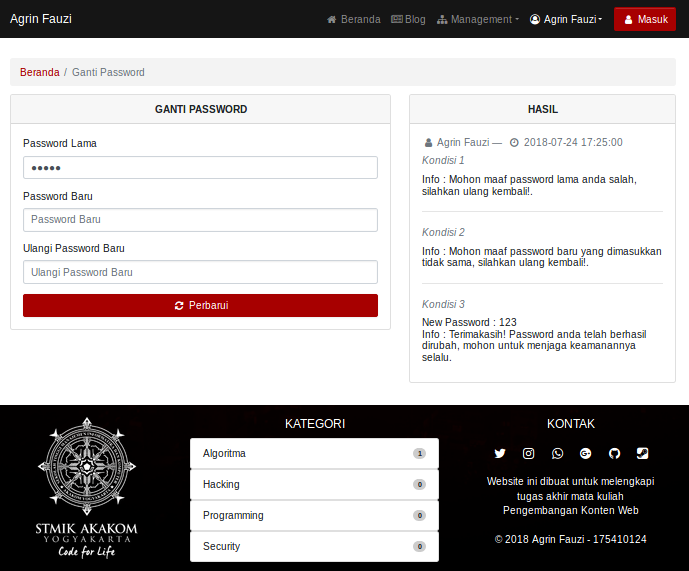 Agrin Fauzi
Beranda
Blog
Management
Agrin Fauzi
Masuk
Beranda / Ganti Password
GANTI PASSWORD
Password Lama
●●●●●
Password Baru
Password Baru
Ulangi Password Baru
Ulangi Password Baru
Perbarui
HASIL
Agrin Fauzi — 2018-07-24 17:25:00
Kondisi 1
Info : Mohon maaf password lama anda salah,
silahkan ulang kembali!.
Kondisi 2
Info : Mohon maaf password baru yang dimasukkan
tidak sama, silahkan ulang kembali!.
Kondisi 3
New Password : 123
Info : Terimakasih! Password anda telah berhasil
dirubah, mohon untuk menjaga keamanannya
selalu.
STMIK AKAKOM
YOGYAKARTA
Code for Life
KATEGORI
Algoritma 1
Hacking 0
Programming 0
Security 0
KONTAK
Website ini dibuat untuk melengkapi
tugas akhir mata kuliah
Pengembangan Konten Web
© 2018 Agrin Fauzi - 175410124